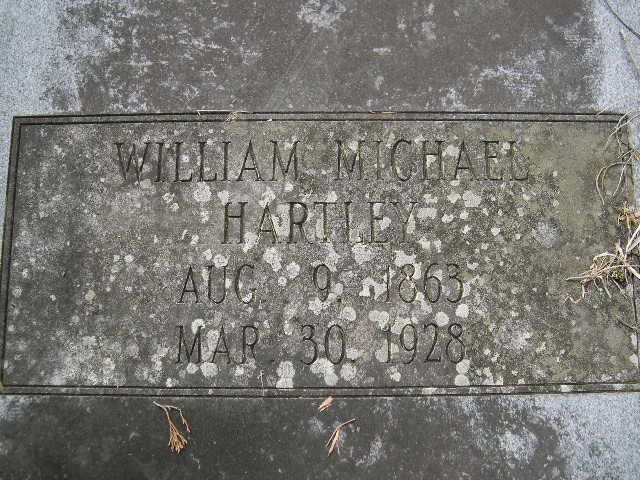 WILLIAM MICHAEL
HARTLEY
AUG. 9, 1863
MAR. 30, 1928